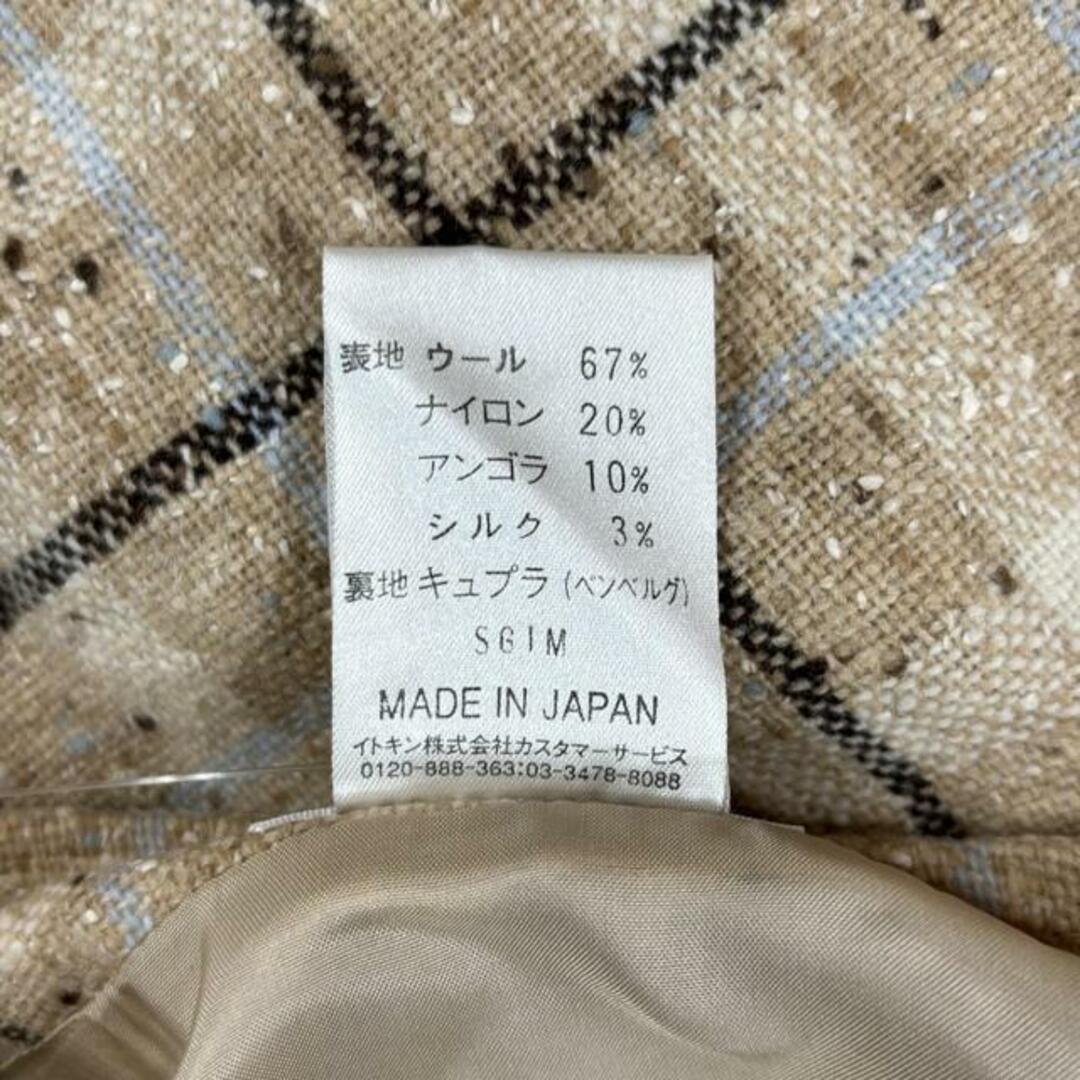 表地 ウール 67%
ナイロン 20%
アンゴラ 10%
シルク 3%
裏地 キュプラ (ベンベルグ)
SGIM
MADE IN JAPAN
イトキン株式会社カスタマーサービス
0120-888-363:03-3478-8088